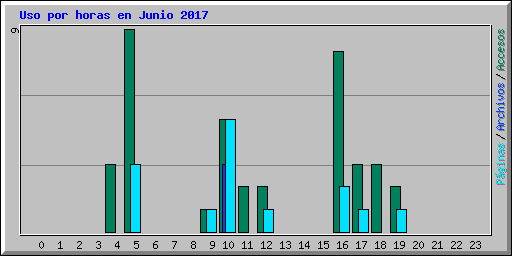 Uso por horas en Junio 2017
9
0 1 2 3 4 5 6 7 8 9 10 11 12 13 14 15 16 17 18 19 20 21 22 23
Páginas / Archivos / Accesos